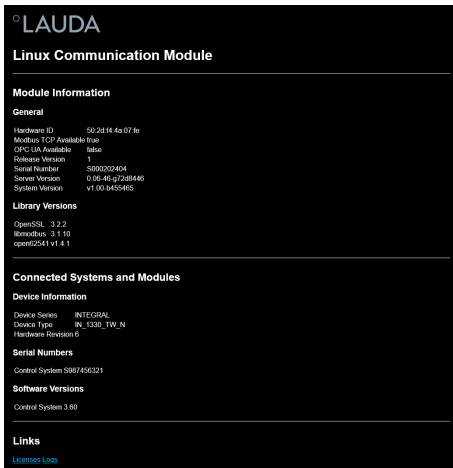 °LAUDA
Linux Communication Module
Module Information
General
Hardware ID 50:2d:f4:4a:07:fe
Modbus TCP Available true
OPC UA Available false
Release Version 1
Serial Number S000202404
Server Version 0.06-46-g72d8446
System Version v1.00-b455465
Library Versions
OpenSSL 3.2.2
libmodbus 3.1.10
open62541 v1.4.1
Connected Systems and Modules
Device Information
Device Series INTEGRAL
Device Type IN_1330_TW_N
Hardware Revision 6
Serial Numbers
Control System S987456321
Software Versions
Control System 3.60
Links
Licenses Logs